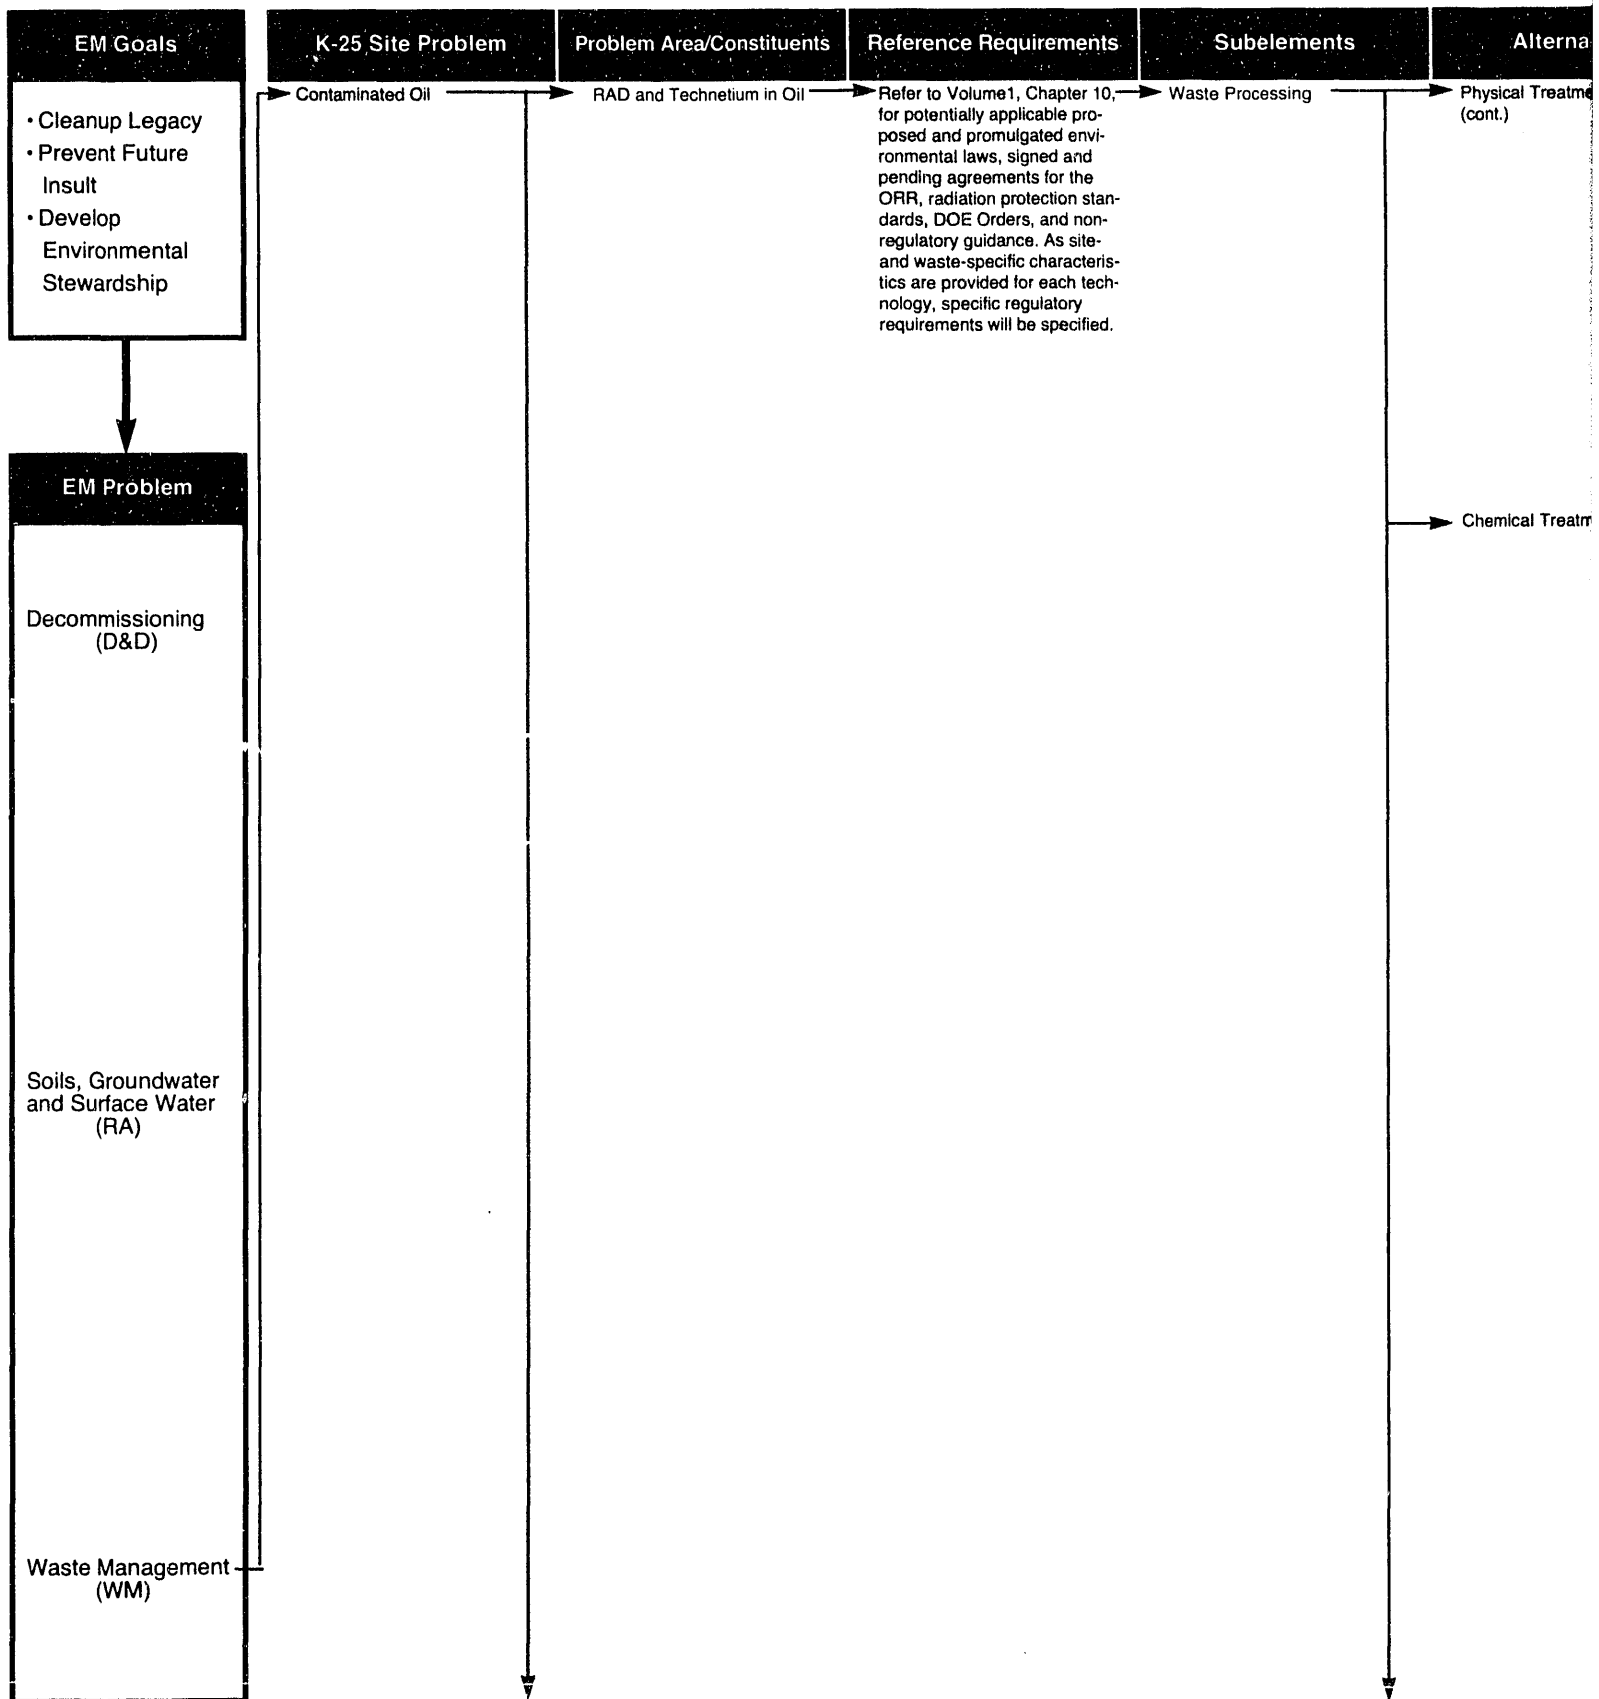 EM Goals
• Cleanup Legacy
• Prevent Future
Insult
• Develop
Environmental
Stewardship
EM Problem
Decommissioning
(D&D)
Soils, Groundwater
and Surface Water
(RA)
Waste Management
(WM)
K-25 Site Problem
Contaminated Oil
Problem Area/Constituents
RAD and Technetium in Oil
Reference Requirements
Refer to Volume1, Chapter 10,
for potentially applicable pro-
posed and promulgated envi-
ronmental laws, signed and
pending agreements for the
ORR, radiation protection stan-
dards, DOE Orders, and non-
regulatory guidance. As site-
and waste-specific characteris-
tics are provided for each tech-
nology, specific regulatory
requirements will be specified.
Subelements
Waste Processing
Alterna
Physical Treatme
(cont.)
Chemical Treatm